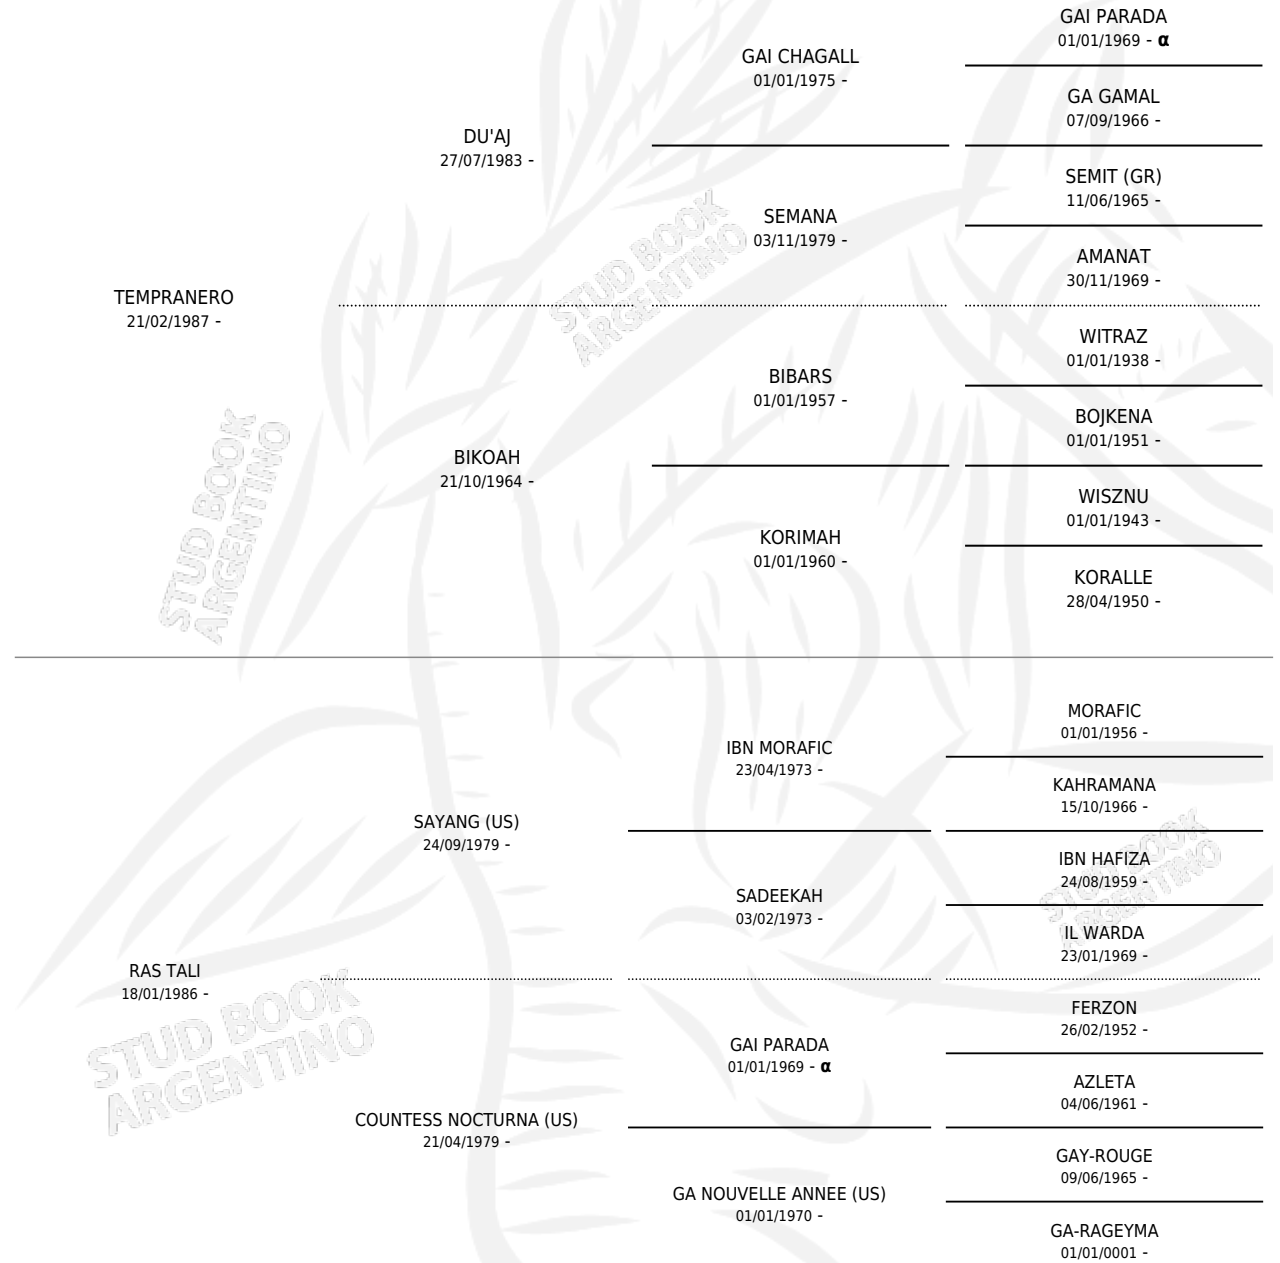 GAI PARADA
01/01/1969 - α
GAI CHAGALL
01/01/1975 -
GA GAMAL
07/09/1966 -
DU'AJ
27/07/1983 -
SEMIT (GR)
11/06/1965 -
SEMANA
03/11/1979 -
AMANAT
30/11/1969 -
TEMPRANERO
21/02/1987 -
WITRAZ
01/01/1938 -
BIBARS
01/01/1957 -
BOJKENA
01/01/1951 -
BIKOAH
21/10/1964 -
WISZNU
01/01/1943 -
KORIMAH
01/01/1960 -
KORALLE
28/04/1950 -
STUD BOOK
ARGENTINO
STUD BOOK
ARGENTINO
MORAFIC
01/01/1956 -
IBN MORAFIC
23/04/1973 -
KAHRAMANA
15/10/1966 -
SAYANG (US)
24/09/1979 -
IBN HAFIZA
24/08/1959 -
SADEEKAH
03/02/1973 -
IL WARDA
23/01/1969 -
RAS TALI
18/01/1986 -
FERZON
26/02/1952 -
GAI PARADA
01/01/1969 - α
AZLETA
04/06/1961 -
COUNTESS NOCTURNA (US)
21/04/1979 -
GAY-ROUGE
09/06/1965 -
GA NOUVELLE ANNEE (US)
01/01/1970 -
GA-RAGEYMA
01/01/0001 -
STUD BOOK
ARGENTINO
STUD BOOK
ARGENTINO